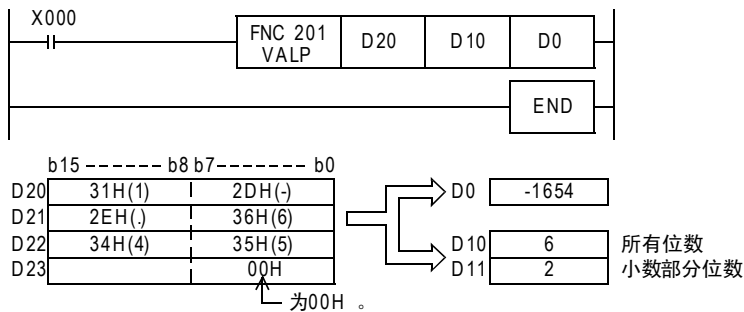 X000
FNC 201
VALP D20 D10 D0
END
b15 ------- b8 b7-------- b0
D20 31H(1) 2DH(-) D0 -1654
D21 2EH(.) 36H(6)
D22 34H(4) 35H(5) D10 6 所有位数
D23 00H D11 2 小数部分位数
为00H 。